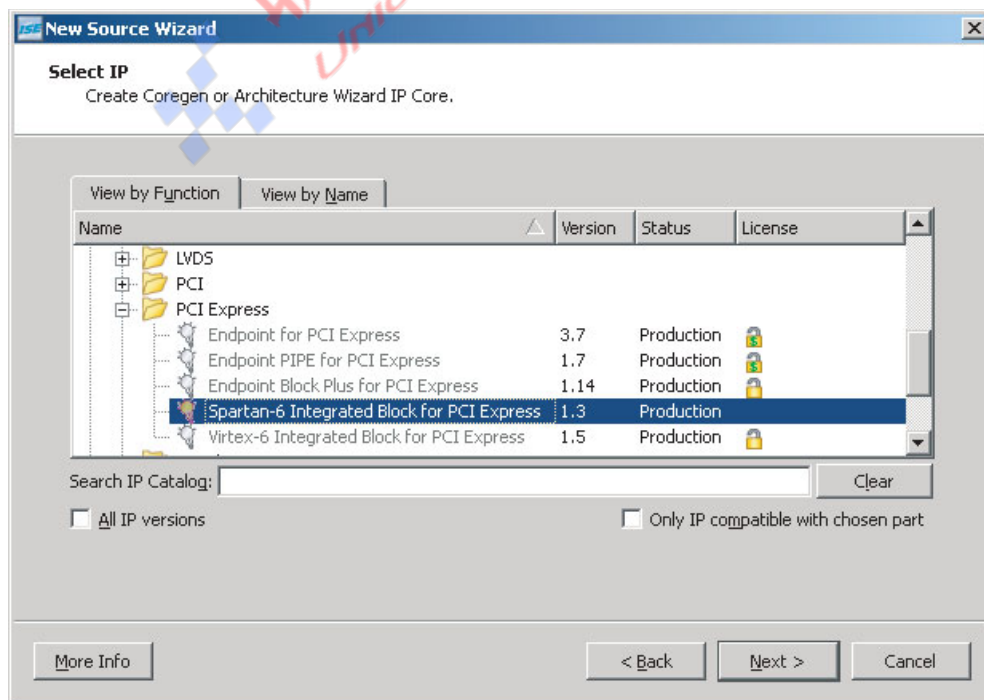 ISE New Source Wizard
Select IP
Create Coregen or Architecture Wizard IP Core.
View by Function View by Name
Name Version Status License
LVDS
PCI
PCI Express
Endpoint for PCI Express 3.7 Production
Endpoint PIPE for PCI Express 1.7 Production
Endpoint Block Plus for PCI Express 1.14 Production
Spartan-6 Integrated Block for PCI Express 1.3 Production
Virtex-6 Integrated Block for PCI Express 1.5 Production
Search IP Catalog: Clear
All IP versions Only IP compatible with chosen part
More Info < Back Next > Cancel